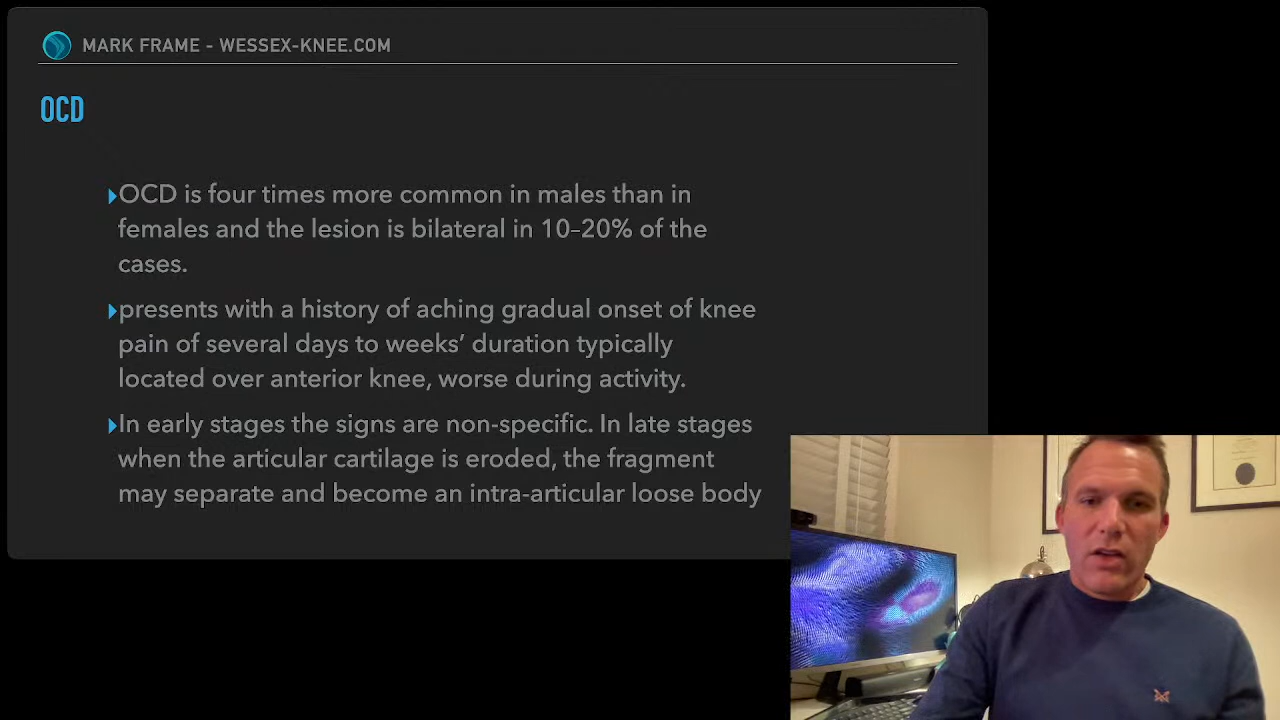 MARK FRAME - WESSEX-KNEE.COM
OCD
OCD is four times more common in males than in
females and the lesion is bilateral in 10–20% of the
cases.
presents with a history of aching gradual onset of knee
pain of several days to weeks’ duration typically
located over anterior knee, worse during activity.
In early stages the signs are non-specific. In late stages
when the articular cartilage is eroded, the fragment
may separate and become an intra-articular loose body